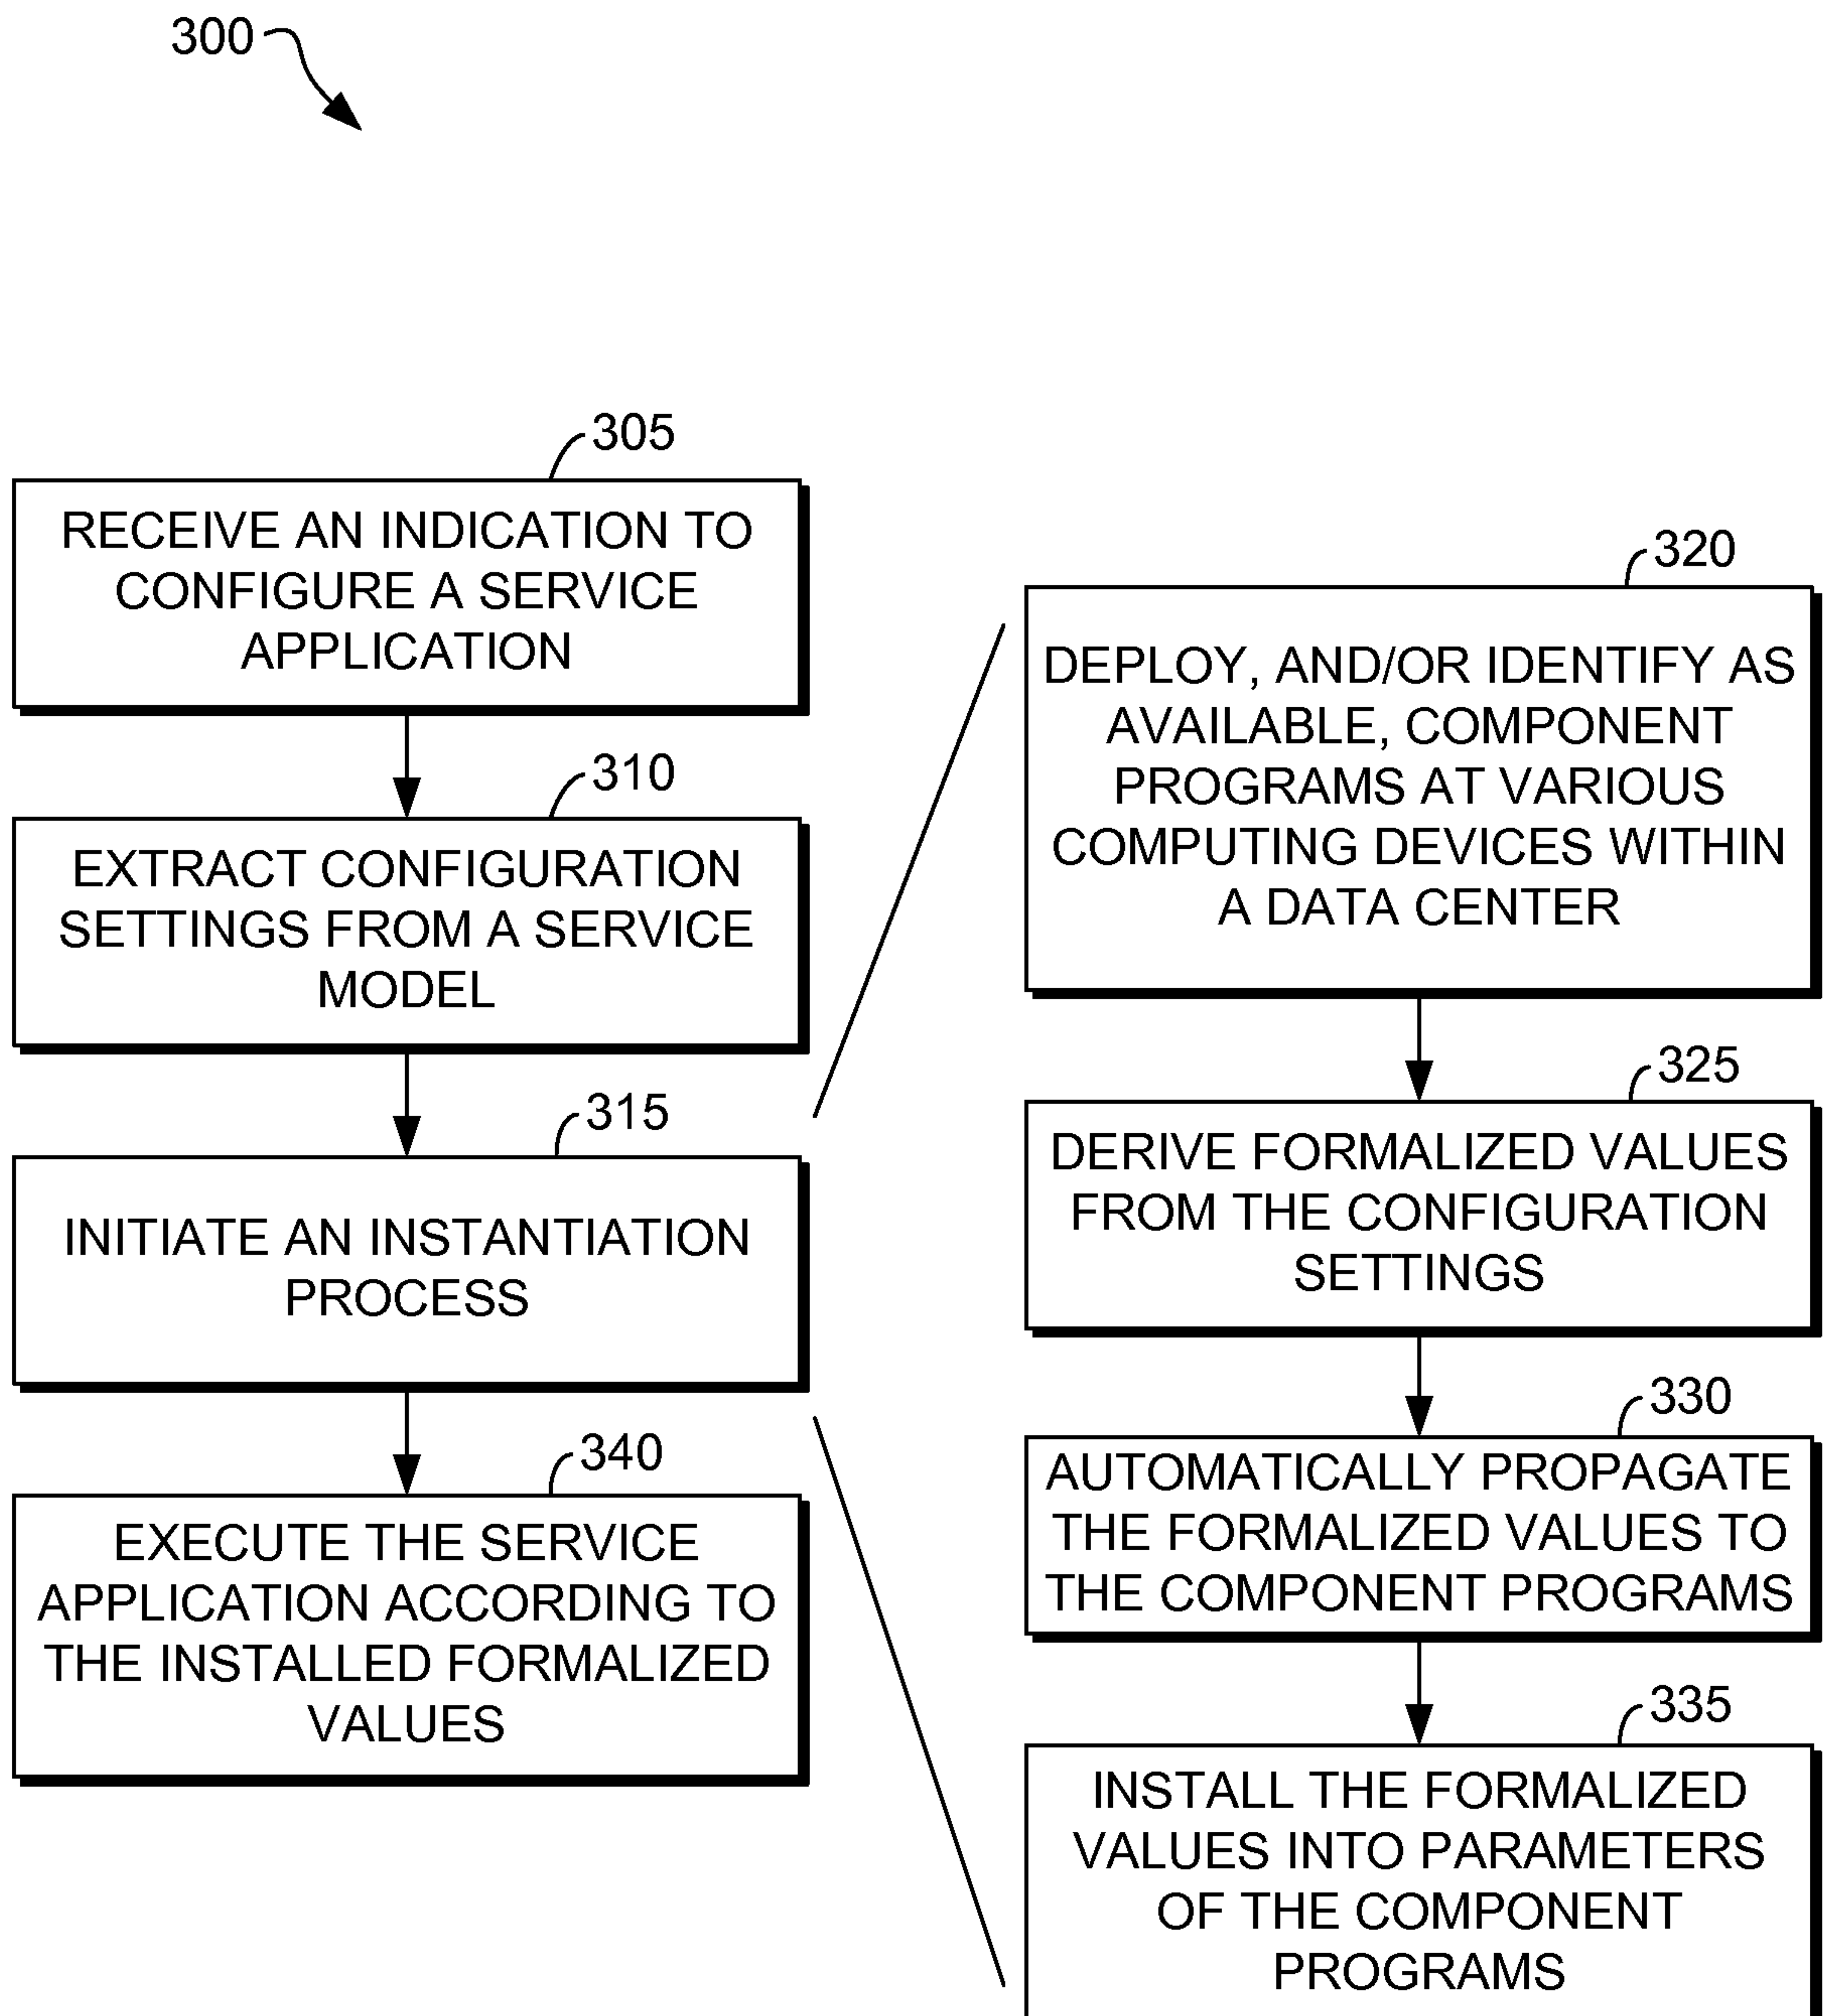 300
305
RECEIVE AN INDICATION TO
CONFIGURE A SERVICE
APPLICATION
310
EXTRACT CONFIGURATION
SETTINGS FROM A SERVICE
MODEL
315
INITIATE AN INSTANTIATION
PROCESS
340
EXECUTE THE SERVICE
APPLICATION ACCORDING TO
THE INSTALLED FORMALIZED
VALUES
320
DEPLOY, AND/OR IDENTIFY AS
AVAILABLE, COMPONENT
PROGRAMS AT VARIOUS
COMPUTING DEVICES WITHIN
A DATA CENTER
325
DERIVE FORMALIZED VALUES
FROM THE CONFIGURATION
SETTINGS
330
AUTOMATICALLY PROPAGATE
THE FORMALIZED VALUES TO
THE COMPONENT PROGRAMS
335
INSTALL THE FORMALIZED
VALUES INTO PARAMETERS
OF THE COMPONENT
PROGRAMS